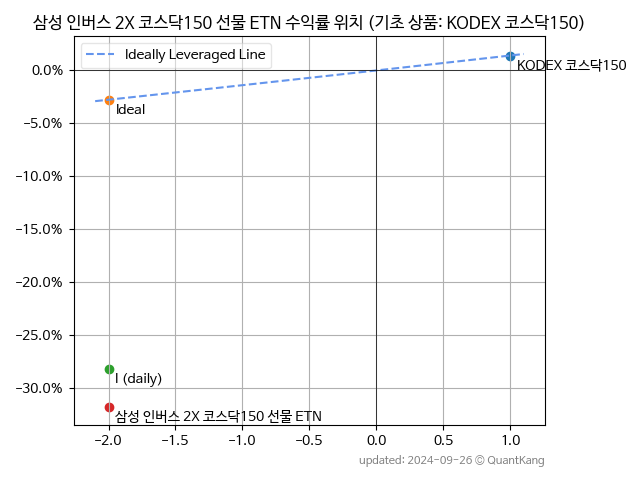 삼성 인버스 2X 코스닥150 선물 ETN 수익률 위치 (기초 상품: KODEX 코스닥150)
Ideally Leveraged Line
0.0%
KODEX 코스닥150
Ideal
−5.0%
−10.0%
−15.0%
−20.0%
−25.0%
I (daily)
−30.0%
삼성 인버스 2X 코스닥150 선물 ETN
−2.0 −1.5 −1.0 −0.5 0.0 0.5 1.0
updated: 2024-09-26 © QuantKang